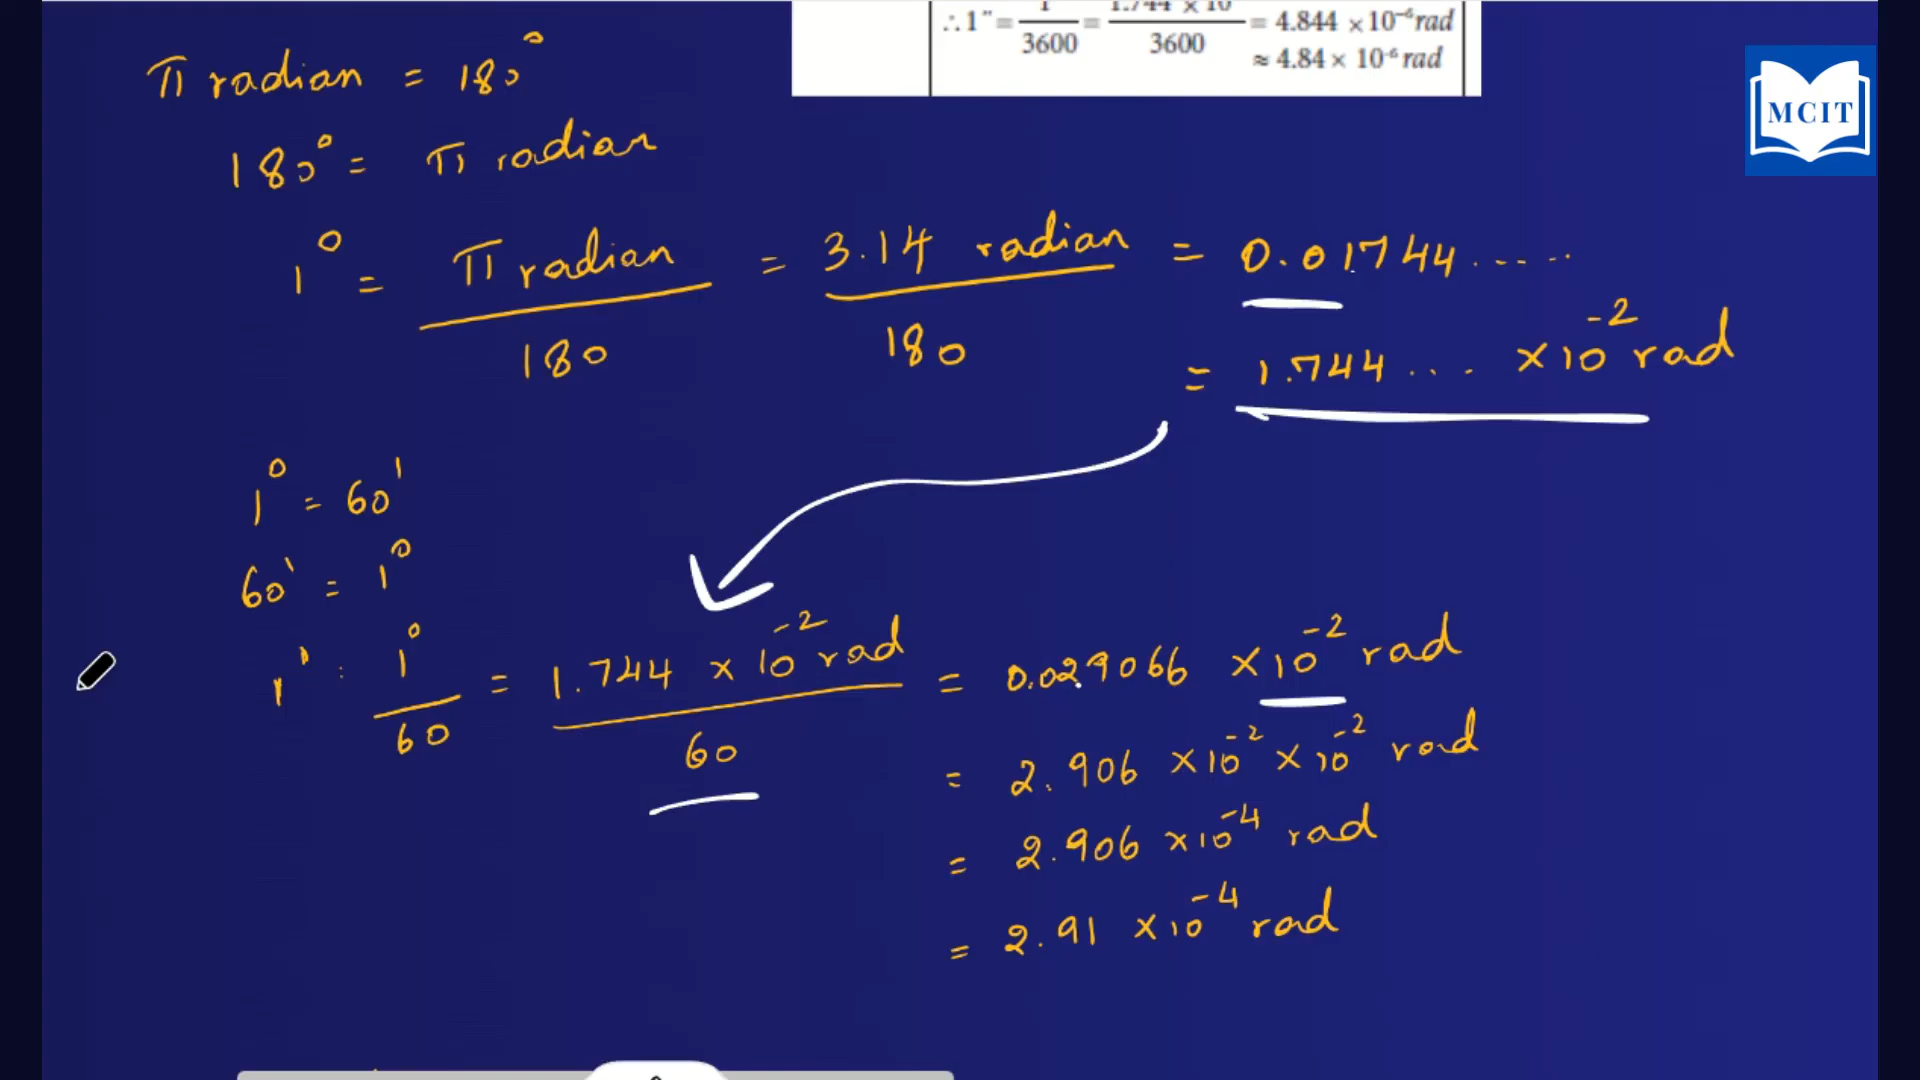 ∴1″= 1/3600 = 1.744 × 10/3600 = 4.844 ×10⁻⁶rad
≈ 4.84 × 10⁻⁶ rad
MCIT
π radian = 180°
180° = π radian
1° = π radian/180 = 3.14 radian/180 = 0.01744.....
= 1.744... ×10⁻² rad
1° = 60'
60' = 1°
1' : 1°/60 = 1.744 × 10⁻² rad/60 = 0.029066 ×10⁻² rad
= 2.906 ×10⁻² × 10⁻² rad
= 2.906 ×10⁻⁴ rad
= 2.91 ×10⁻⁴ rad